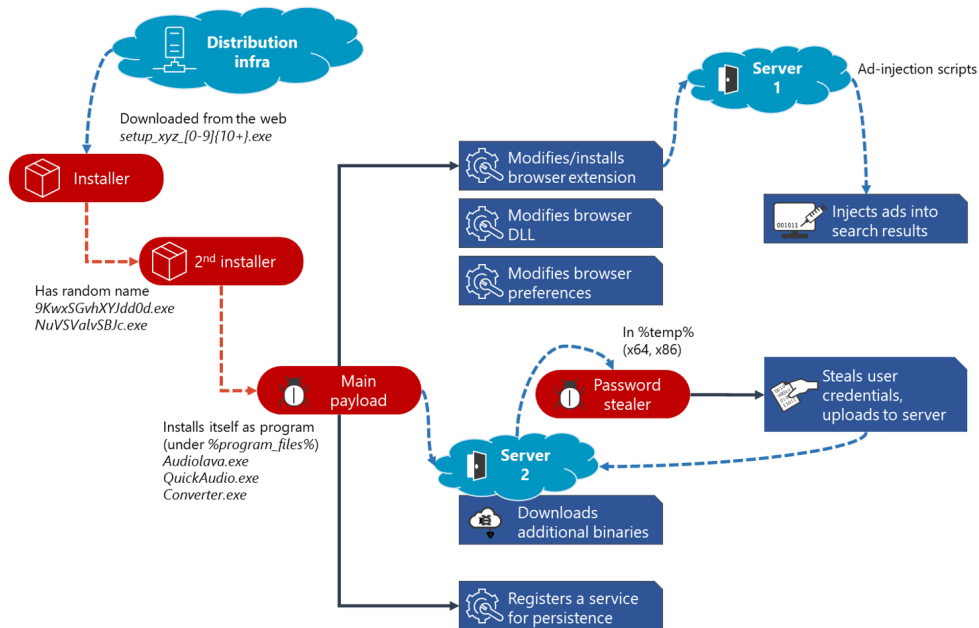 Distribution
infra
Downloaded from the web
setup_xyz_[0-9]{10+}.exe
Installer
2nd installer
Has random name
9KwxSGvhXYJdd0d.exe
NuVSValvSBJc.exe
Main
payload
Installs itself as program
(under %program_files%)
Audiolava.exe
QuickAudio.exe
Converter.exe
Modifies/installs
browser extension
Modifies browser
DLL
Modifies browser
preferences
Server
1
Ad-injection scripts
001011
Injects ads into
search results
In %temp%
(x64, x86)
Password
stealer
Steals user
credentials,
uploads to server
Server
2
Downloads
additional binaries
Registers a service
for persistence